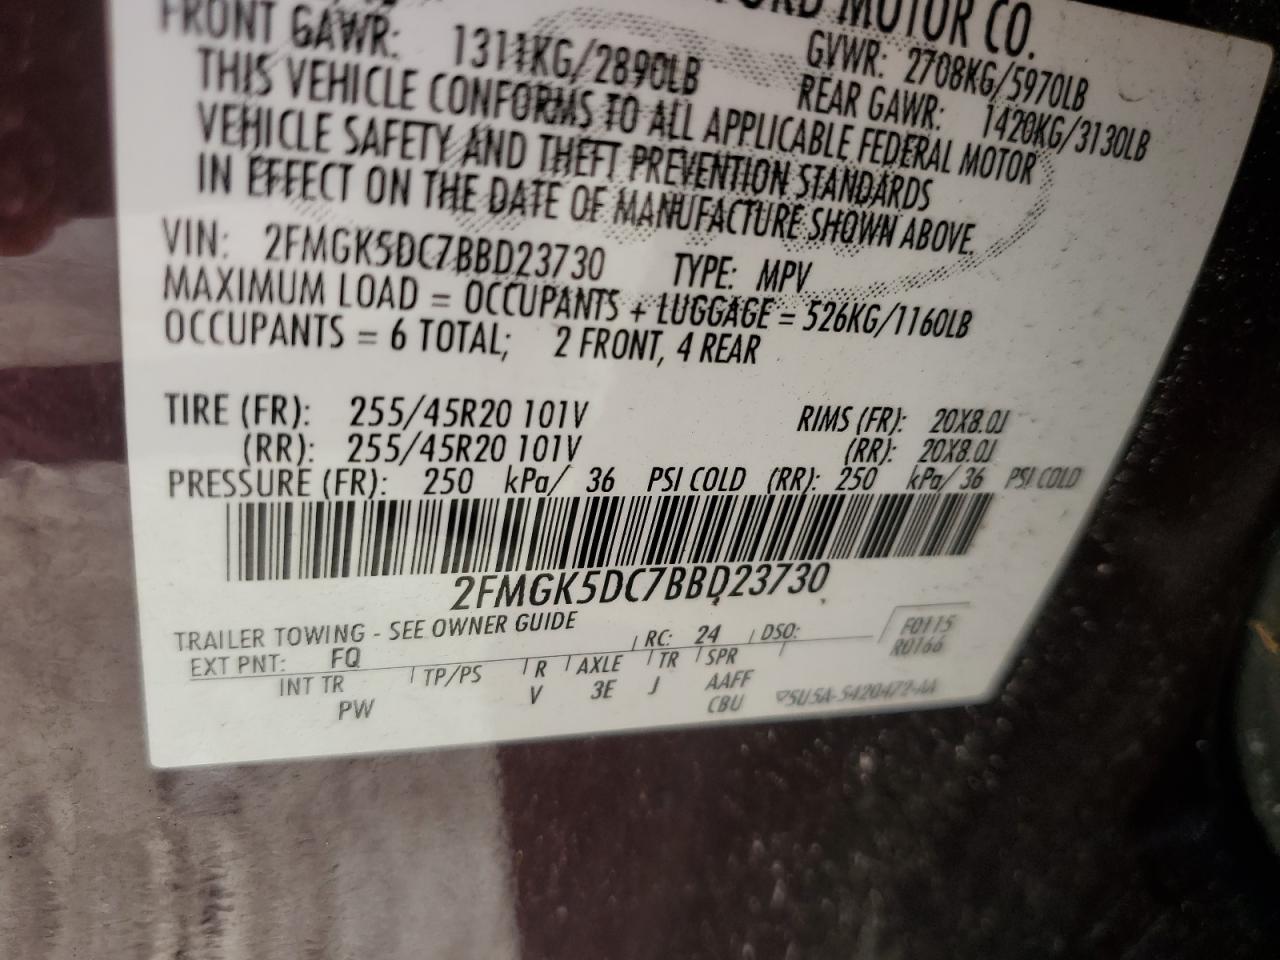 FORD MOTOR CO.
FRONT GAWR: 1311KG/2890LB GVWR: 2708KG/5970LB
REAR GAWR: 1420KG/3130LB
THIS VEHICLE CONFORMS TO ALL APPLICABLE FEDERAL MOTOR
VEHICLE SAFETY AND THEFT PREVENTION STANDARDS
IN EFFECT ON THE DATE OF MANUFACTURE SHOWN ABOVE.
VIN: 2FMGK5DC7BBD23730 TYPE: MPV
MAXIMUM LOAD = OCCUPANTS + LUGGAGE = 526KG/1160LB
OCCUPANTS = 6 TOTAL; 2 FRONT, 4 REAR
TIRE (FR): 255/45R20 101V RIMS (FR): 20X8.0J
(RR): 255/45R20 101V (RR): 20X8.0J
PRESSURE (FR): 250 kPa/ 36 PSI COLD (RR): 250 kPa/ 36 PSI COLD
2FMGK5DC7BBD23730
TRAILER TOWING - SEE OWNER GUIDE
EXT PNT: FQ RC: 24 DSO: F0115
R0166
INT TR TP/PS R AXLE TR SPR
PW V 3E J AAFF
CBU 5U5A-5420472-AA